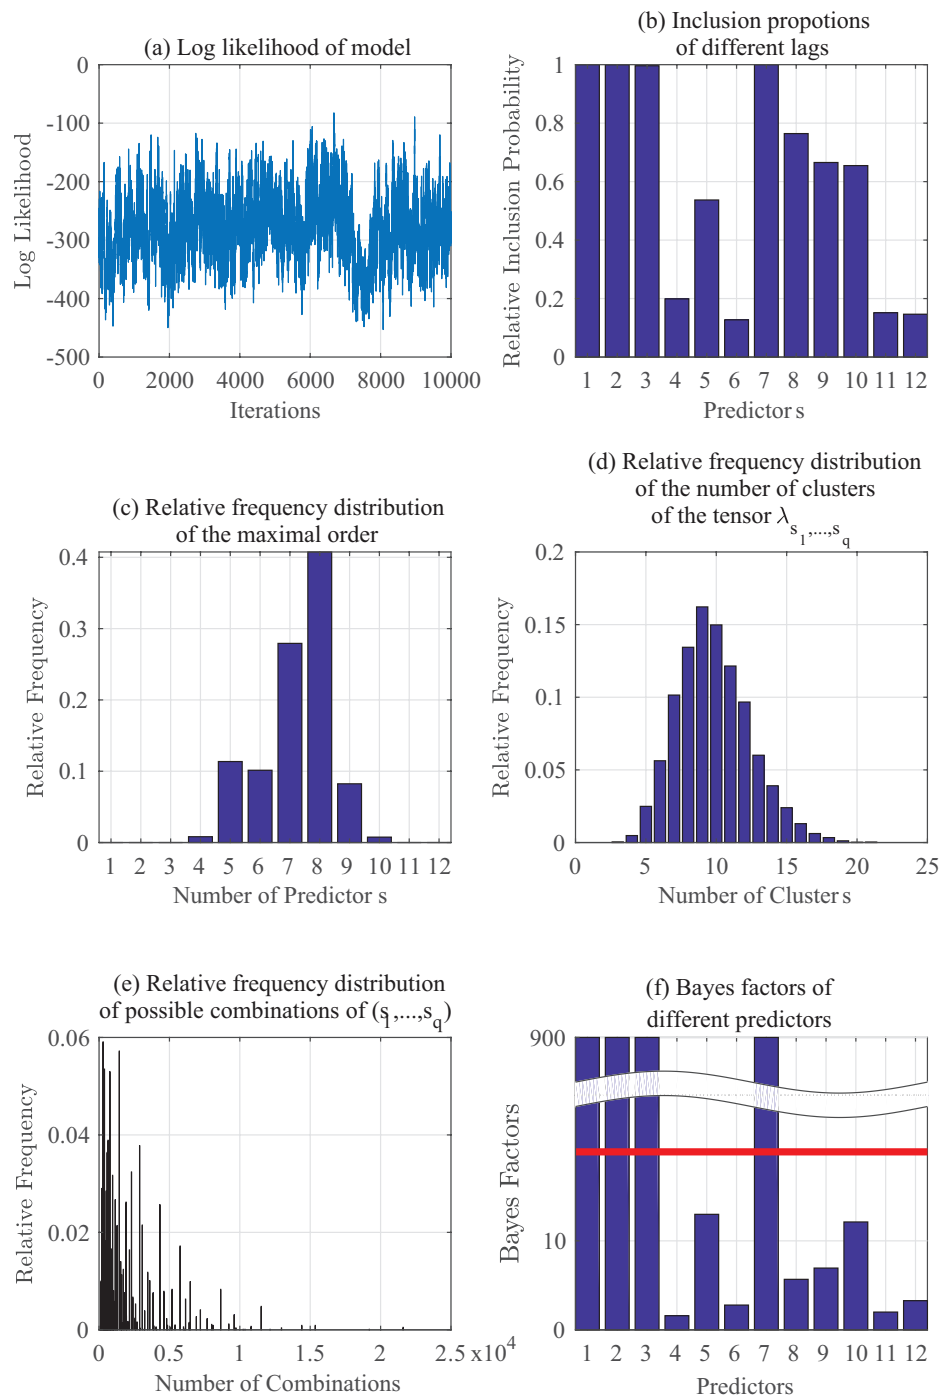 (a) Log likelihood of model
0
-100
-200
-300
-400
-500
Log Likelihood
0 2000 4000 6000 8000 10000
Iterations
(b) Inclusion propotions
of different lags
1
0.8
0.6
0.4
0.2
0
Relative Inclusion Probability
1 2 3 4 5 6 7 8 9 10 11 12
Predictor s
(c) Relative frequency distribution
of the maximal order
0.4
0.3
0.2
0.1
0
Relative Frequency
1 2 3 4 5 6 7 8 9 10 11 12
Number of Predictor s
(d) Relative frequency distribution
of the number of clusters
of the tensor λ s1,...,sq
0.2
0.15
0.1
0.05
0
Relative Frequency
0 5 10 15 20 25
Number of Cluster s
(e) Relative frequency distribution
of possible combinations of (s1,...,sq)
0.06
0.04
0.02
0
Relative Frequency
0 0.5 1 1.5 2 2.5 x10^4
Number of Combinations
(f) Bayes factors of
different predictors
900
10
0
Bayes Factors
1 2 3 4 5 6 7 8 9 10 11 12
Predictors